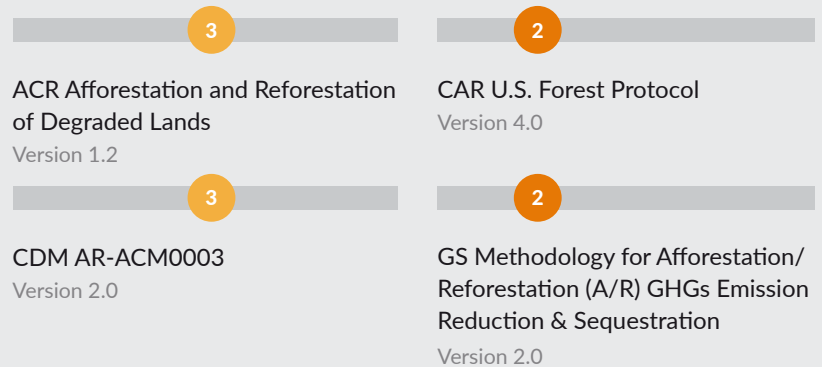 3
ACR Afforestation and Reforestation
of Degraded Lands
Version 1.2
2
CAR U.S. Forest Protocol
Version 4.0
3
CDM AR-ACM0003
Version 2.0
2
GS Methodology for Afforestation/
Reforestation (A/R) GHGs Emission
Reduction & Sequestration
Version 2.0